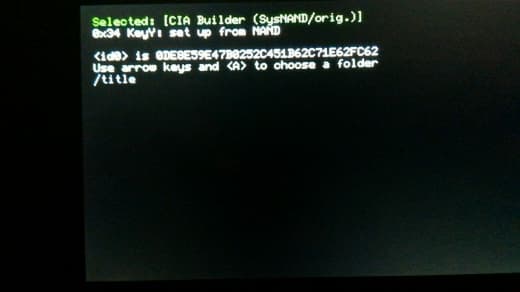 Selected: [CIA Builder (SysNAND/orig.)]
0x34 KeyY: set up from NAND
<id0> is 0DE8E59E47B0252C451B62C71E62FC62
Use arrow keys and <A> to choose a folder
/title